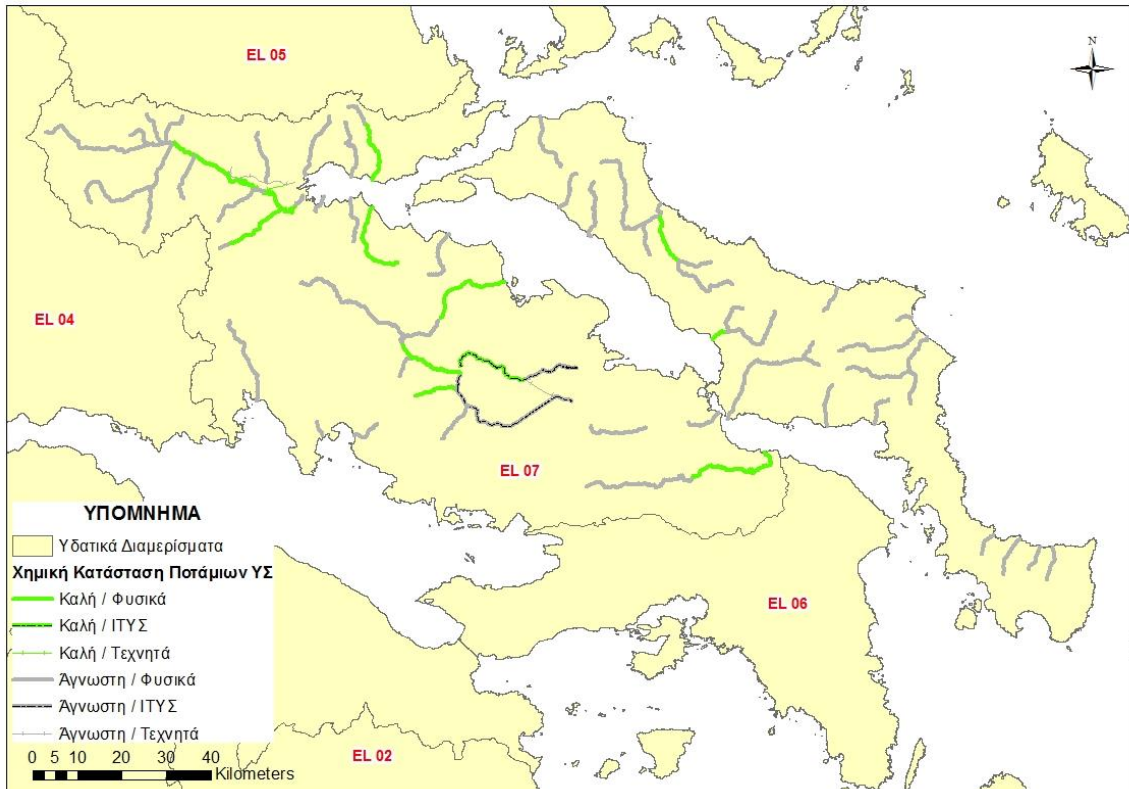 EL 05
N
EL 04
EL 07
EL 06
EL 02
ΥΠΟΜΝΗΜΑ
Υδατικά Διαμερίσματα
Χημική Κατάσταση Ποτάμιων ΥΣ
Καλή / Φυσικά
Καλή / ΙΤΥΣ
Καλή / Τεχνητά
Άγνωστη / Φυσικά
Άγνωστη / ΙΤΥΣ
Άγνωστη / Τεχνητά
0 5 10 20 30 40
Kilometers